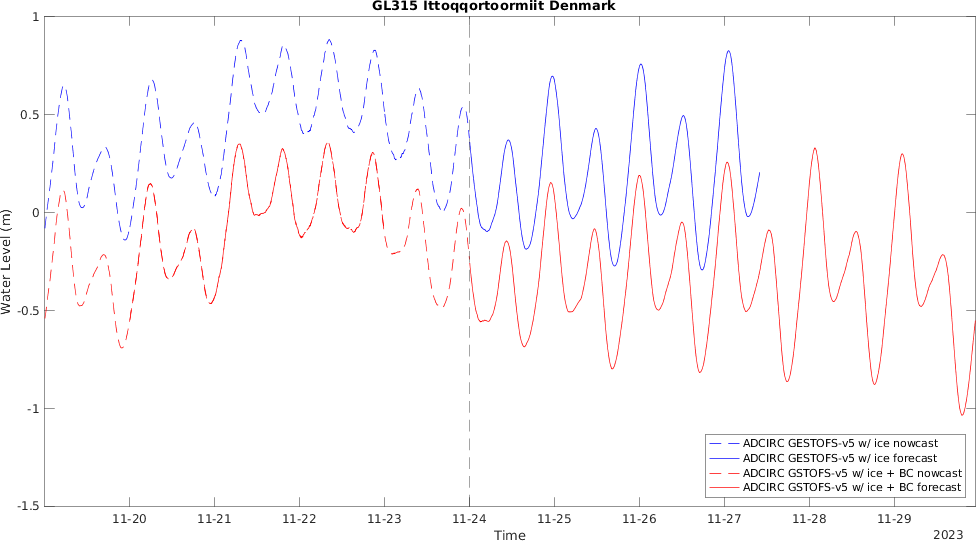 GL315 Ittoqqortoormiit Denmark
1
0.5
0
-0.5
-1
-1.5
Water Level (m)
ADCIRC GESTOFS-v5 w/ ice nowcast
ADCIRC GESTOFS-v5 w/ ice forecast
ADCIRC GSTOFS-v5 w/ ice + BC nowcast
ADCIRC GSTOFS-v5 w/ ice + BC forecast
11-20 11-21 11-22 11-23 11-24 11-25 11-26 11-27 11-28 11-29
Time
2023